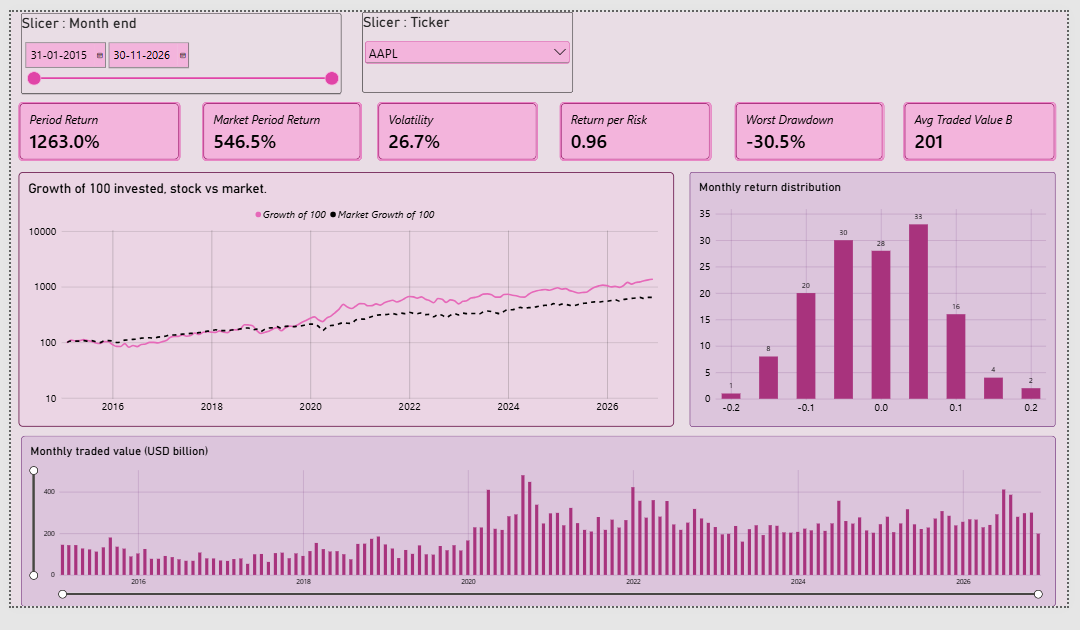 Slicer : Month end
31-01-2015
30-11-2026
Slicer : Ticker
AAPL
Period Return
1263.0%
Market Period Return
546.5%
Volatility
26.7%
Return per Risk
0.96
Worst Drawdown
-30.5%
Avg Traded Value B
201
Growth of 100 invested, stock vs market.
Growth of 100 Market Growth of 100
10000
1000
100
10
2016 2018 2020 2022 2024 2026
Monthly return distribution
35
30
25
20
15
10
5
0
1 8 20 30 28 33 16 4 2
-0.2 -0.1 0.0 0.1 0.2
Monthly traded value (USD billion)
400
200
0
2016 2018 2020 2022 2024 2026